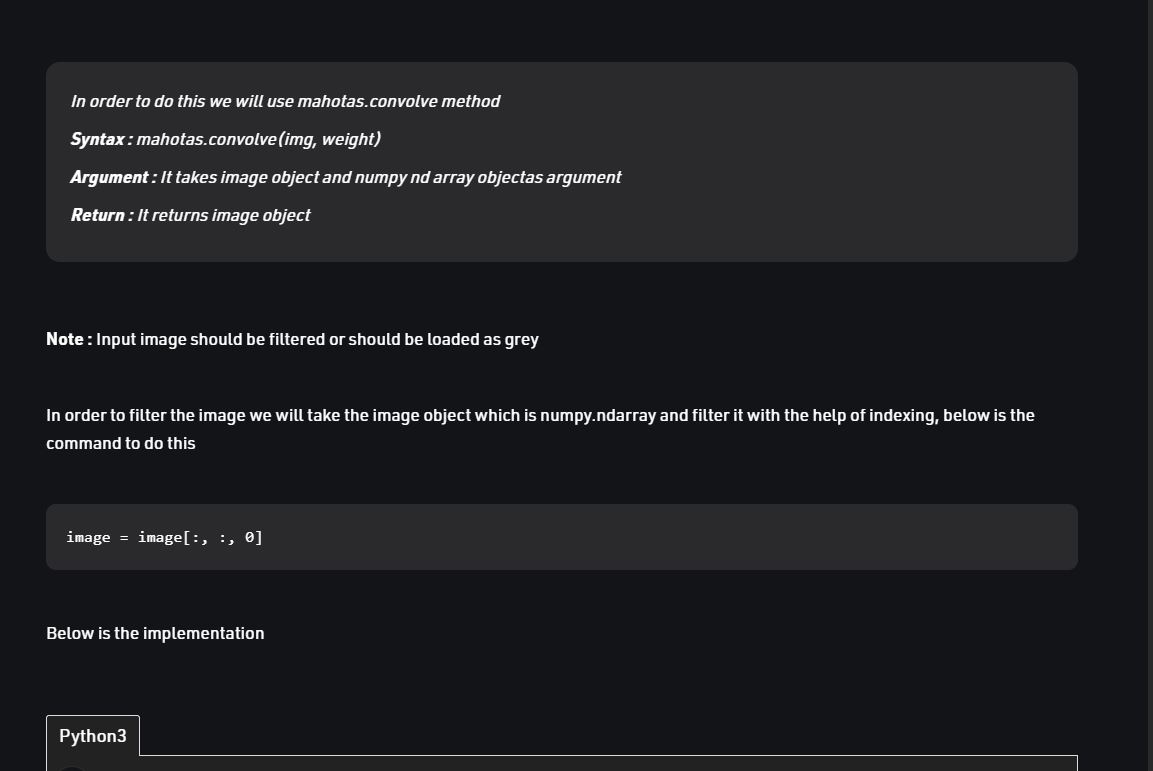 In order to do this we will use mahotas.convolve method
Syntax : mahotas.convolve(img, weight)
Argument : It takes image object and numpy nd array objectas argument
Return : It returns image object
Note : Input image should be filtered or should be loaded as grey
In order to filter the image we will take the image object which is numpy.ndarray and filter it with the help of indexing, below is the
command to do this
image = image[:, :, 0]
Below is the implementation
Python3